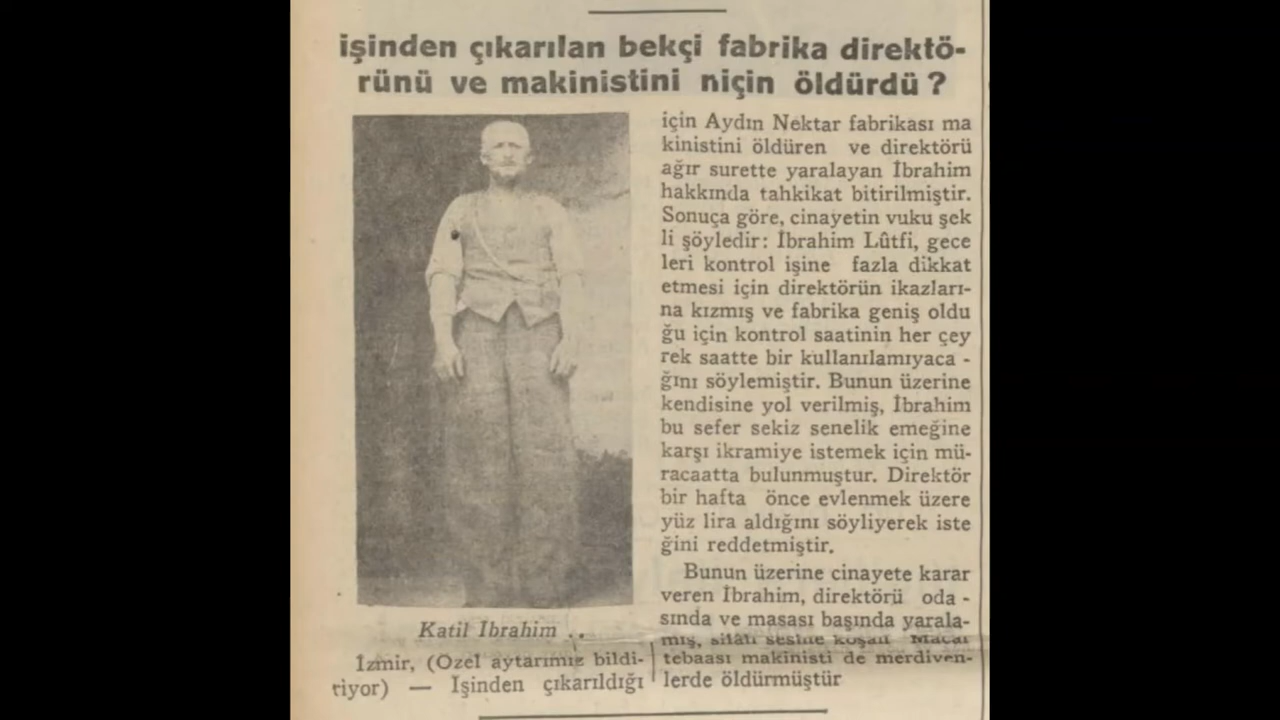 işinden çıkarılan bekçi fabrika direktö-
rünü ve makinistini niçin öldürdü ?
Katil Ibrahim . .
İzmir, (Özel aytarımız bildi-
riyor) — Işinden çıkarıldığı
için Aydın Nektar fabrikası ma
kinistini öldüren ve direktörü
ağır surette yaralayan İbrahim
hakkında tahkikat bitirilmiştir.
Sonuça göre, cinayetin vuku şek
li şöyledir: İbrahim Lûtfi, gece
leri kontrol işine fazla dikkat
etmesi için direktörün ikazları-
na kızmış ve fabrika geniş oldu
ğu için kontrol saatinin her çey
rek saatte bir kullanılamıyaca -
ğını söylemiştir. Bunun üzerine
kendisine yol verilmiş, İbrahim
bu sefer sekiz senelik emeğine
karşı ikramiye istemek için mü-
racaatta bulunmuştur. Direktör
bir hafta önce evlenmek üzere
yüz lira aldığını söyliyerek iste
ğini reddetmiştir.
Bunun üzerine cinayete karar
veren İbrahim, direktörü oda -
sında ve masası başında yarala-
mış, silâh sesine koşan Macar
tebaası makinisti de merdiven-
lerde öldürmüştür